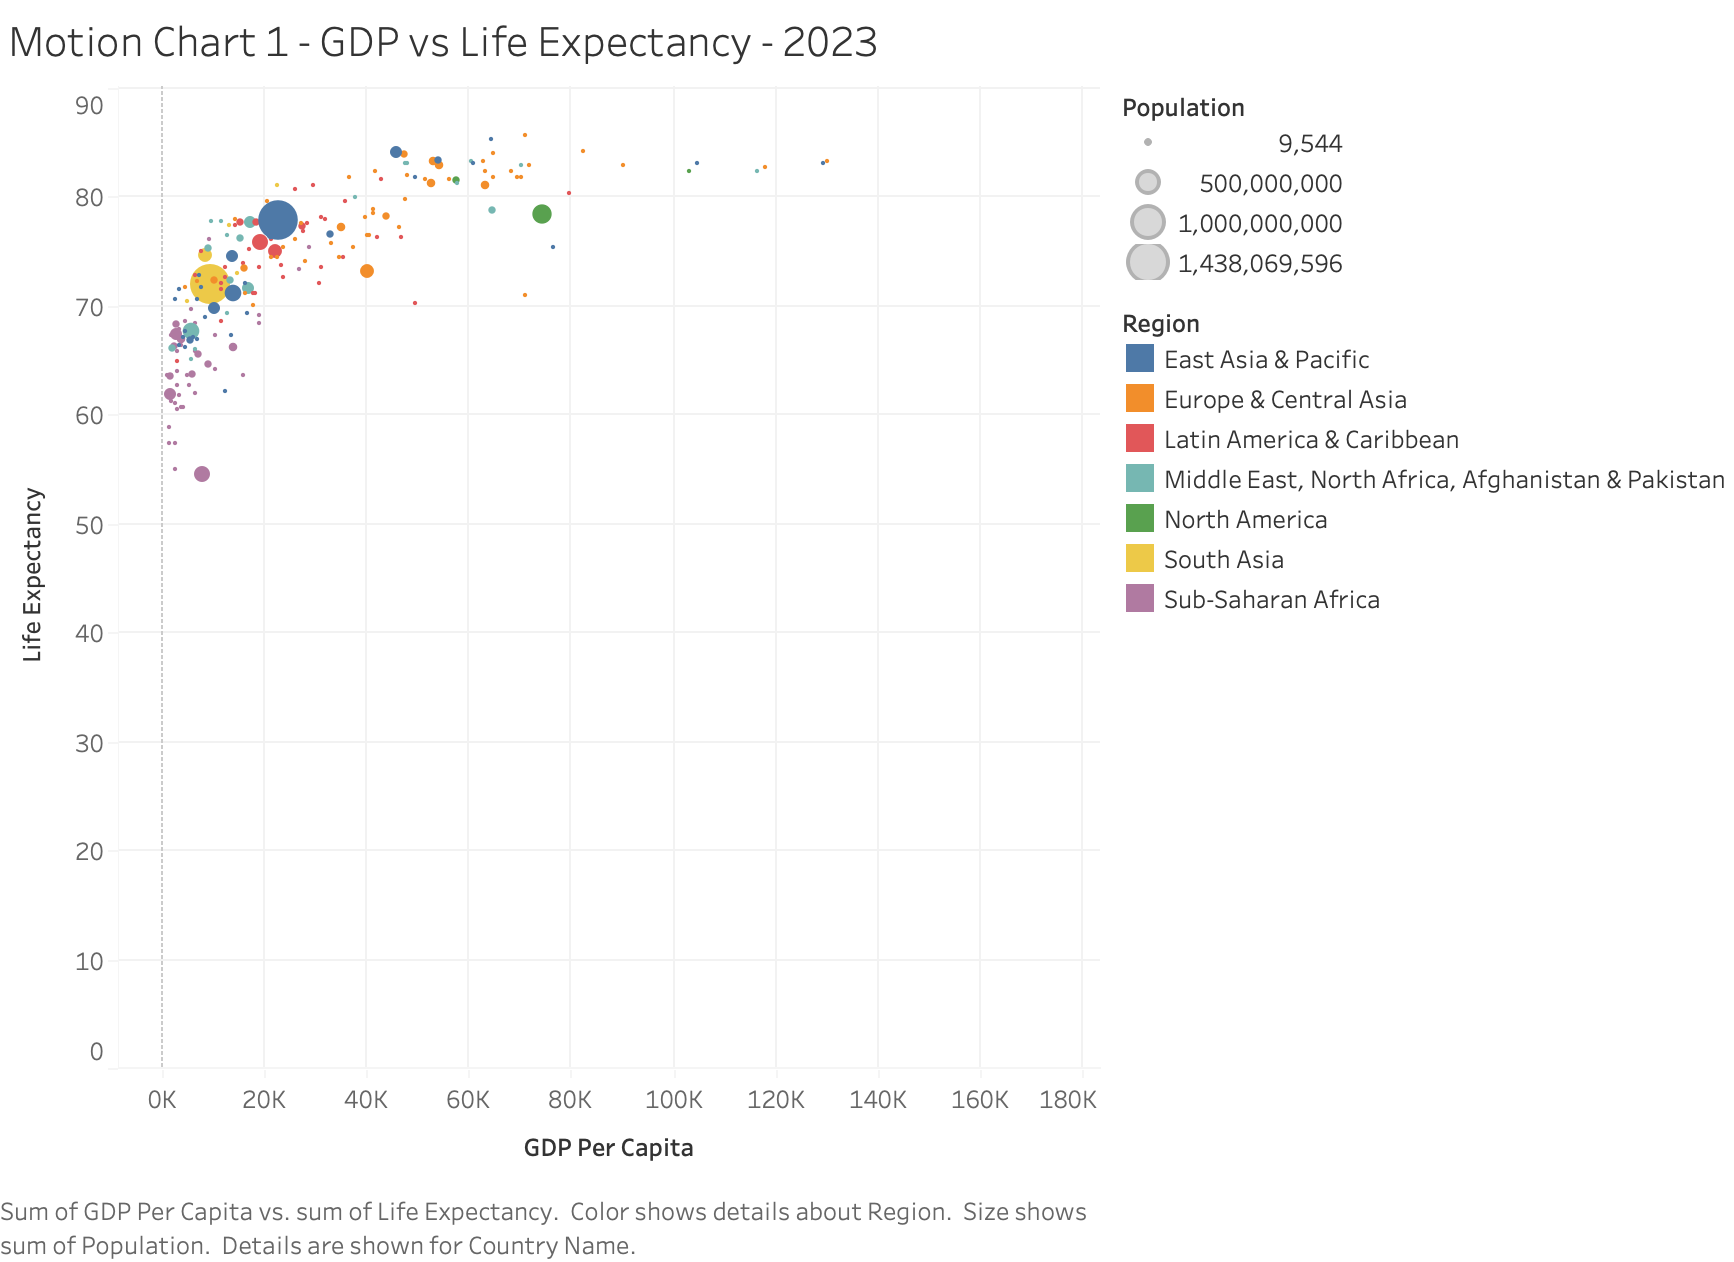 Motion Chart 1 - GDP vs Life Expectancy - 2023
90
80
70
60
50
40
30
20
10
0
Life Expectancy
0K 20K 40K 60K 80K 100K 120K 140K 160K 180K
GDP Per Capita
Population
9,544
500,000,000
1,000,000,000
1,438,069,596
Region
East Asia & Pacific
Europe & Central Asia
Latin America & Caribbean
Middle East, North Africa, Afghanistan & Pakistan
North America
South Asia
Sub-Saharan Africa
Sum of GDP Per Capita vs. sum of Life Expectancy.  Color shows details about Region.  Size shows
sum of Population.  Details are shown for Country Name.